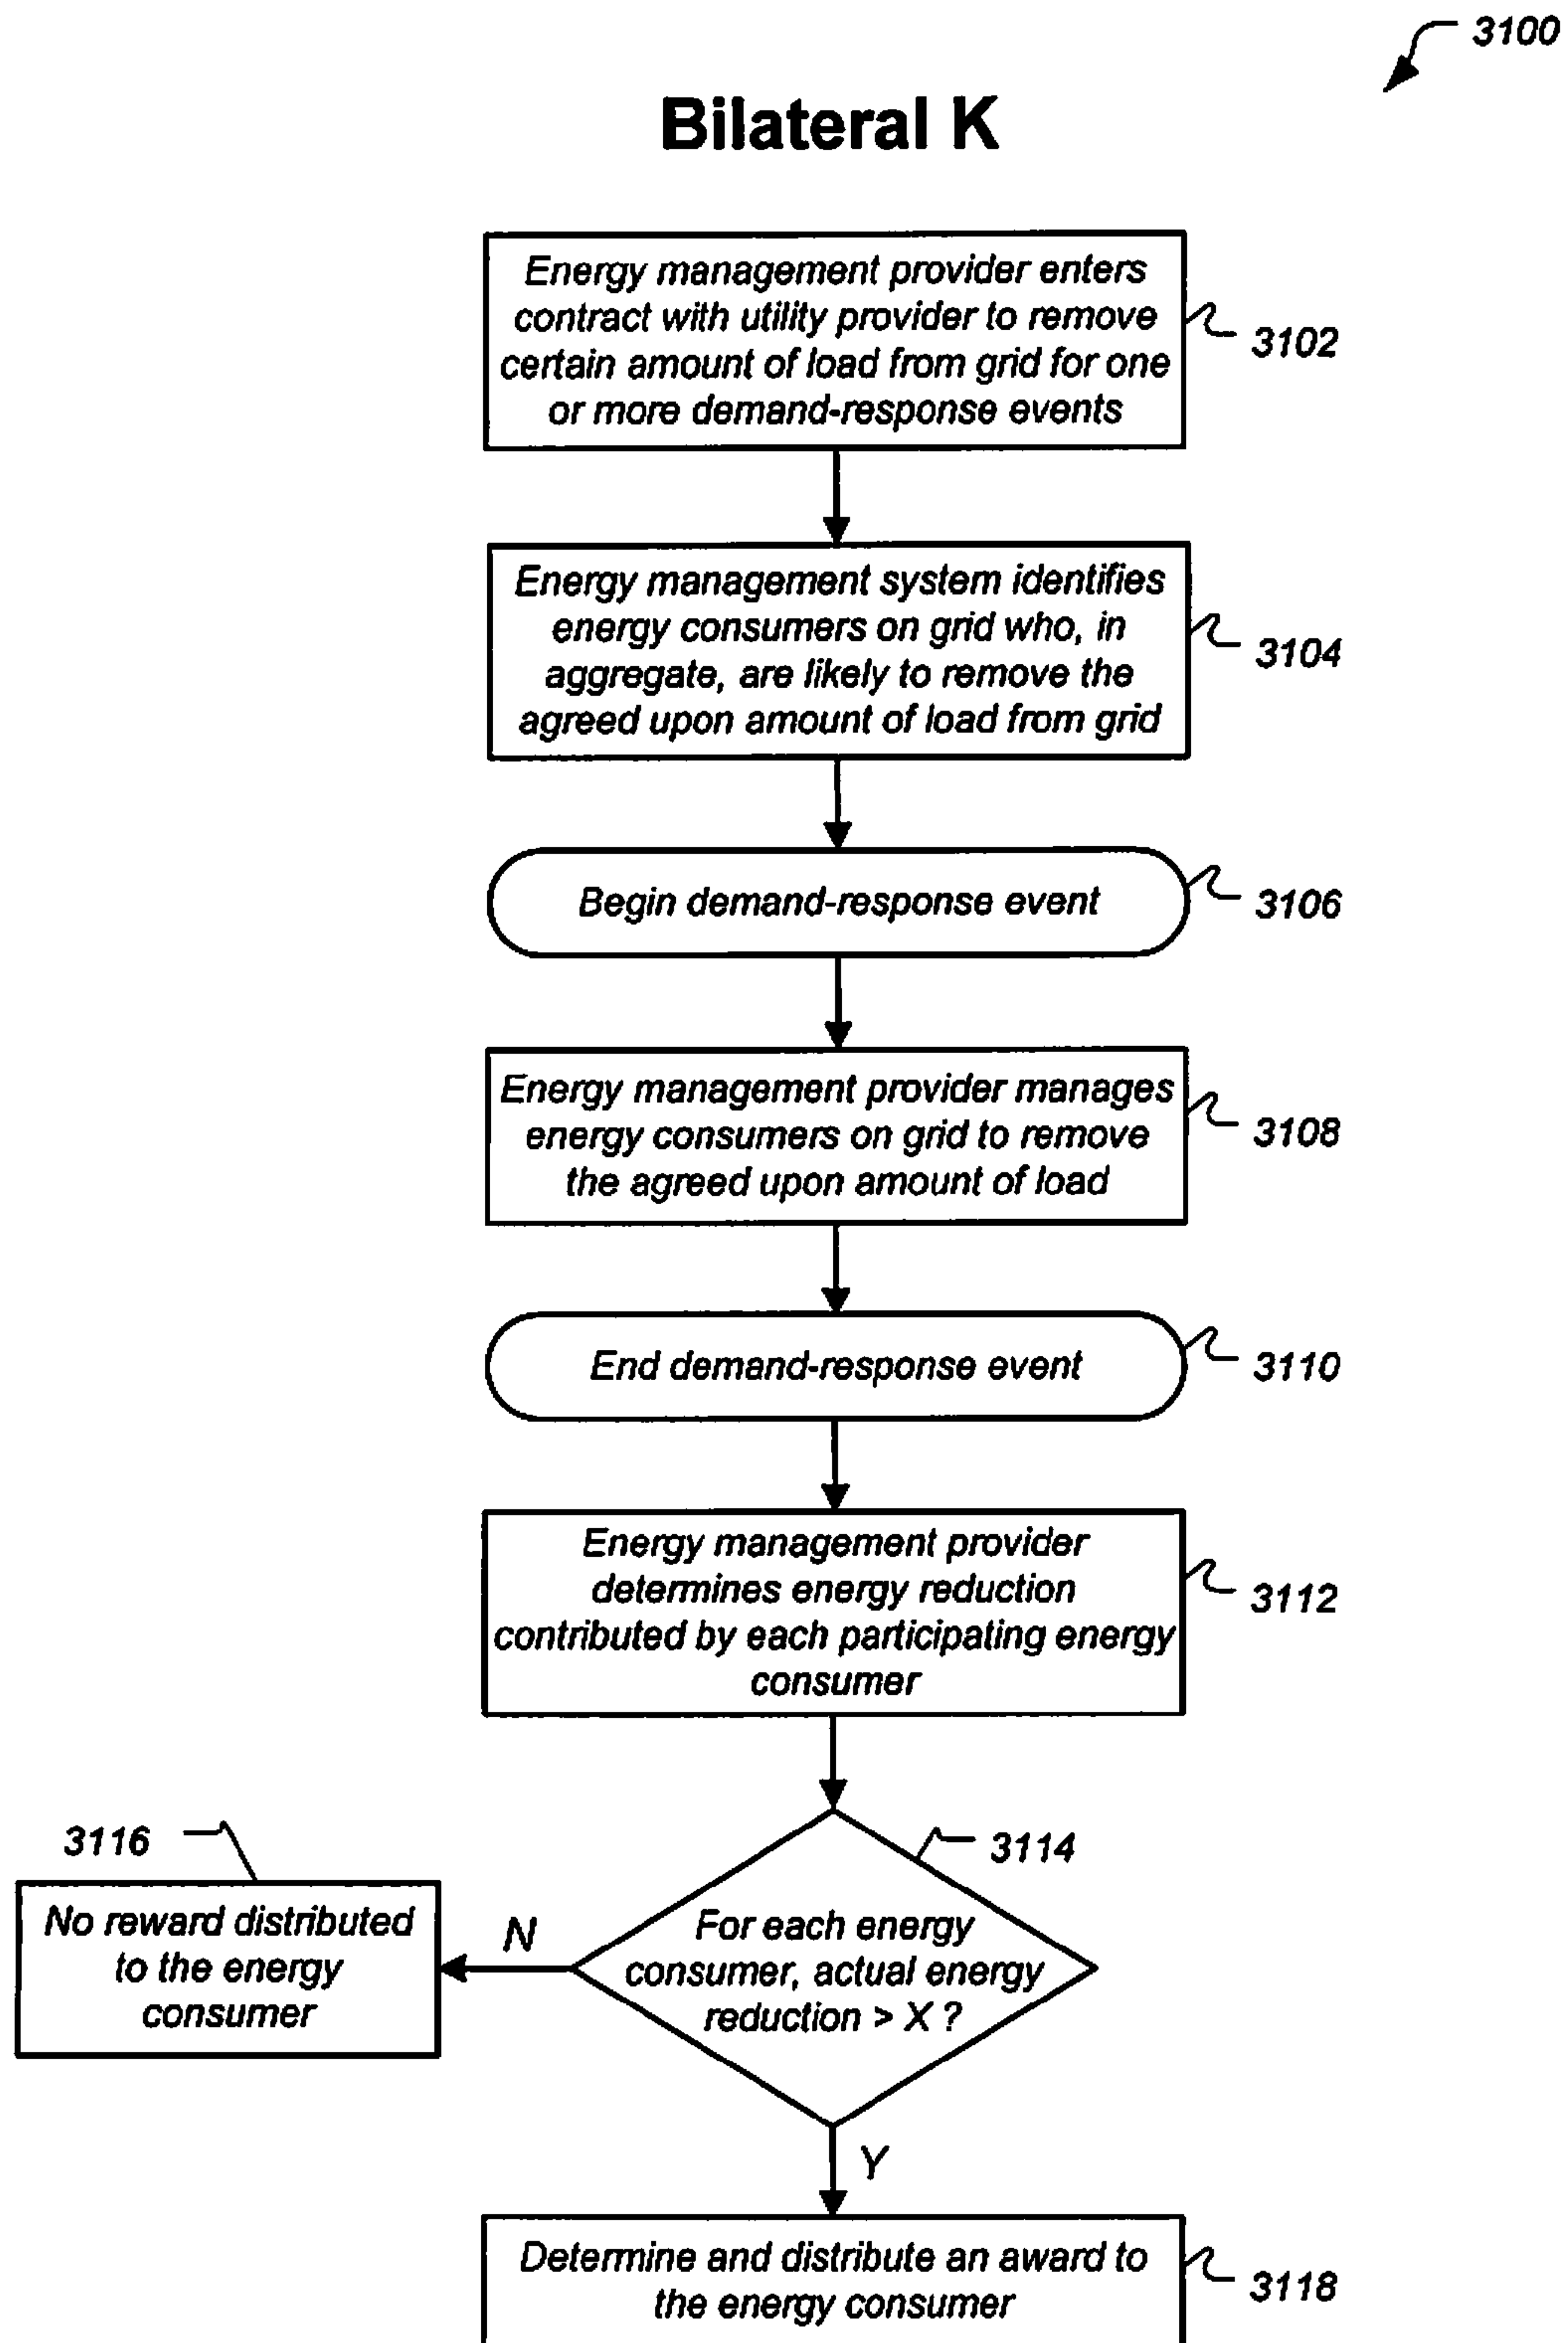 3100
Bilateral K
Energy management provider enters
contract with utility provider to remove
certain amount of load from grid for one
or more demand-response events
3102
Energy management system identifies
energy consumers on grid who, in
aggregate, are likely to remove the
agreed upon amount of load from grid
3104
Begin demand-response event
3106
Energy management provider manages
energy consumers on grid to remove
the agreed upon amount of load
3108
End demand-response event
3110
Energy management provider
determines energy reduction
contributed by each participating energy
consumer
3112
3114
For each energy
consumer, actual energy
reduction > X ?
N
3116
No reward distributed
to the energy
consumer
Y
Determine and distribute an award to
the energy consumer
3118